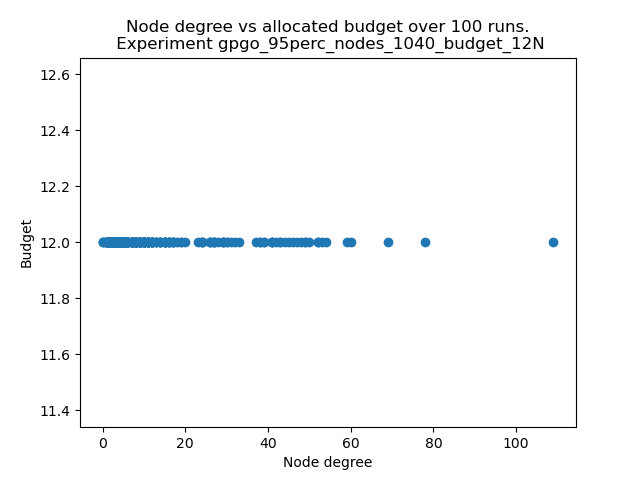 Node degree vs allocated budget over 100 runs.
Experiment gpgo_95perc_nodes_1040_budget_12N
12.6
12.4
12.2
12.0
11.8
11.6
11.4
Budget
0 20 40 60 80 100
Node degree